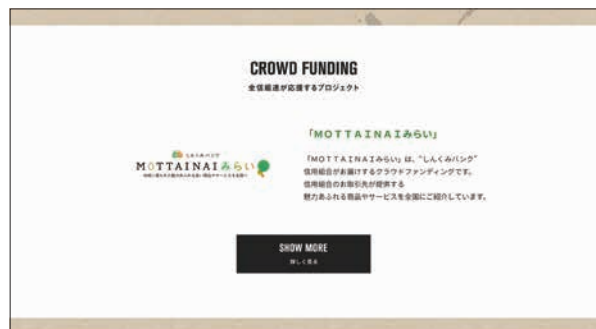 CROWD FUNDING
全信組連が応援するプロジェクト
「MOTTAINAIみらい」
しんくみバンク
MOTTAINAIみらい
「MOTTAINAIみらい」は、“しんくみバンク”
信用組合がお届けするクラウドファンディングです。
信用組合のお取引先が提供する
魅力あふれる商品やサービスを全国にご紹介しています。
SHOW MORE
詳しく見る